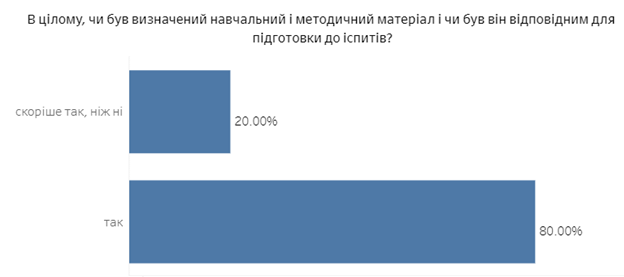 В цілому, чи був визначений навчальний і методичний матеріал і чи був він відповідним для
підготовки до іспитів?
скоріше так, ніж ні
20.00%
так
80.00%